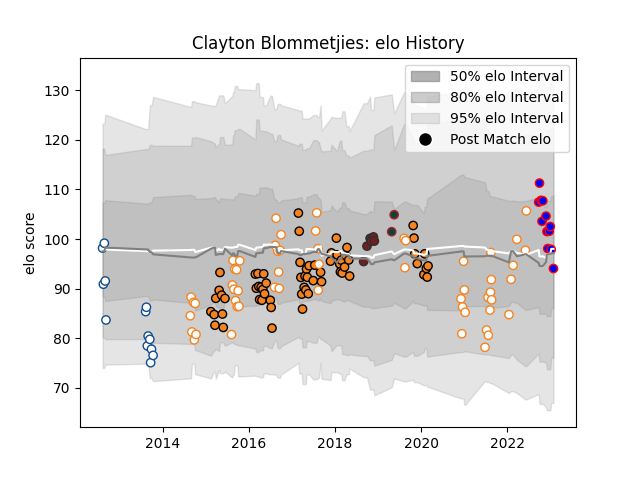 Clayton Blommetjies: elo History
50% elo Interval
80% elo Interval
95% elo Interval
Post Match elo
elo score
130
120
110
100
90
80
70
2014
2016
2018
2020
2022